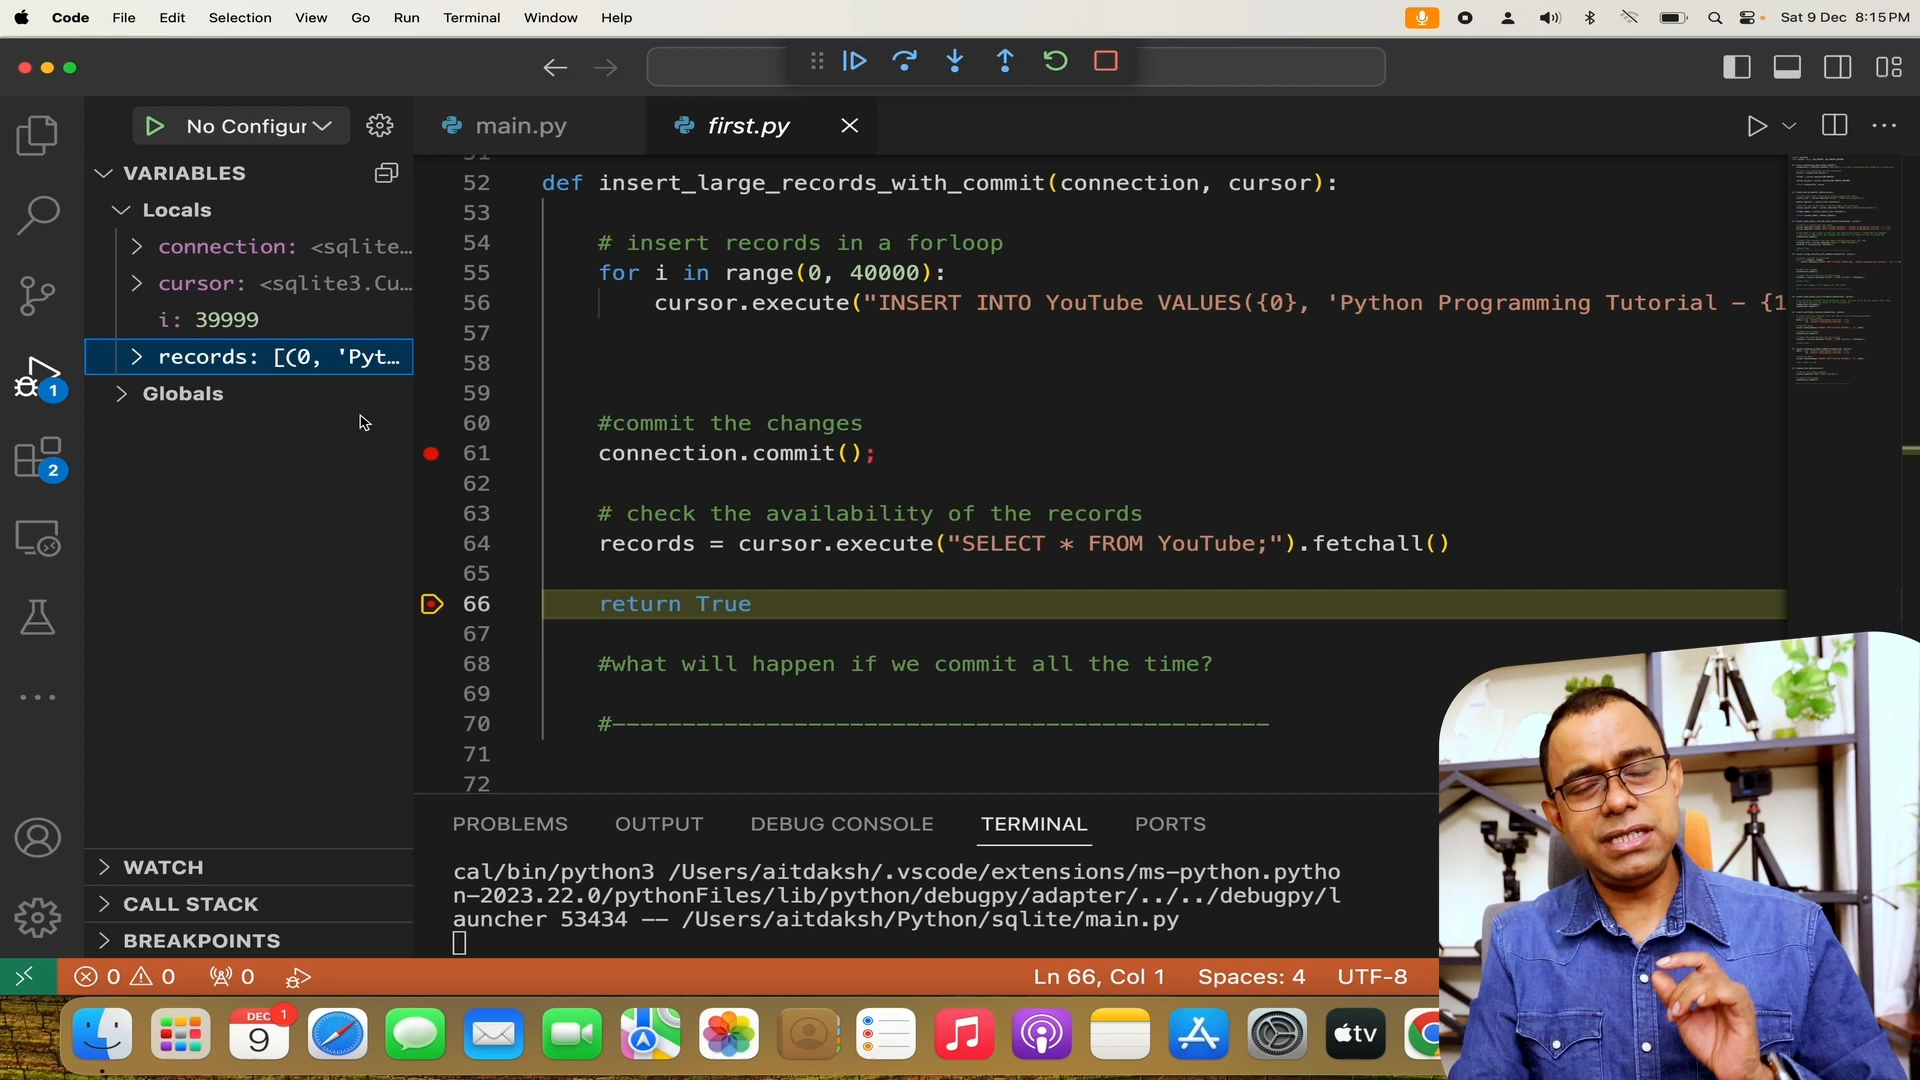 Code File Edit Selection View Go Run Terminal Window Help Sat 9 Dec 8:15 PM
No Configur
main.py
first.py
VARIABLES
Locals
connection: <sqlite…
cursor: <sqlite3.Cu…
i: 39999
records: [(0, 'Pyt…
Globals
1
2
51
52 def insert_large_records_with_commit(connection, cursor):
53
54 # insert records in a forloop
55 for i in range(0, 40000):
56 cursor.execute("INSERT INTO YouTube VALUES({0}, 'Python Programming Tutorial – {1
57
58
59
60 #commit the changes
61 connection.commit();
62
63 # check the availability of the records
64 records = cursor.execute("SELECT * FROM YouTube;").fetchall()
65
66 return True
67
68 #what will happen if we commit all the time?
69
70 #———————————————————————————————————————————————
71
72
PROBLEMS OUTPUT DEBUG CONSOLE TERMINAL PORTS
cal/bin/python3 /Users/aitdaksh/.vscode/extensions/ms-python.pytho
n-2023.22.0/pythonFiles/lib/python/debugpy/adapter/../../debugpy/l
auncher 53434 -- /Users/aitdaksh/Python/sqlite/main.py
WATCH
CALL STACK
BREAKPOINTS
0 0 0 Ln 66, Col 1 Spaces: 4 UTF-8
DEC 1
9
tv